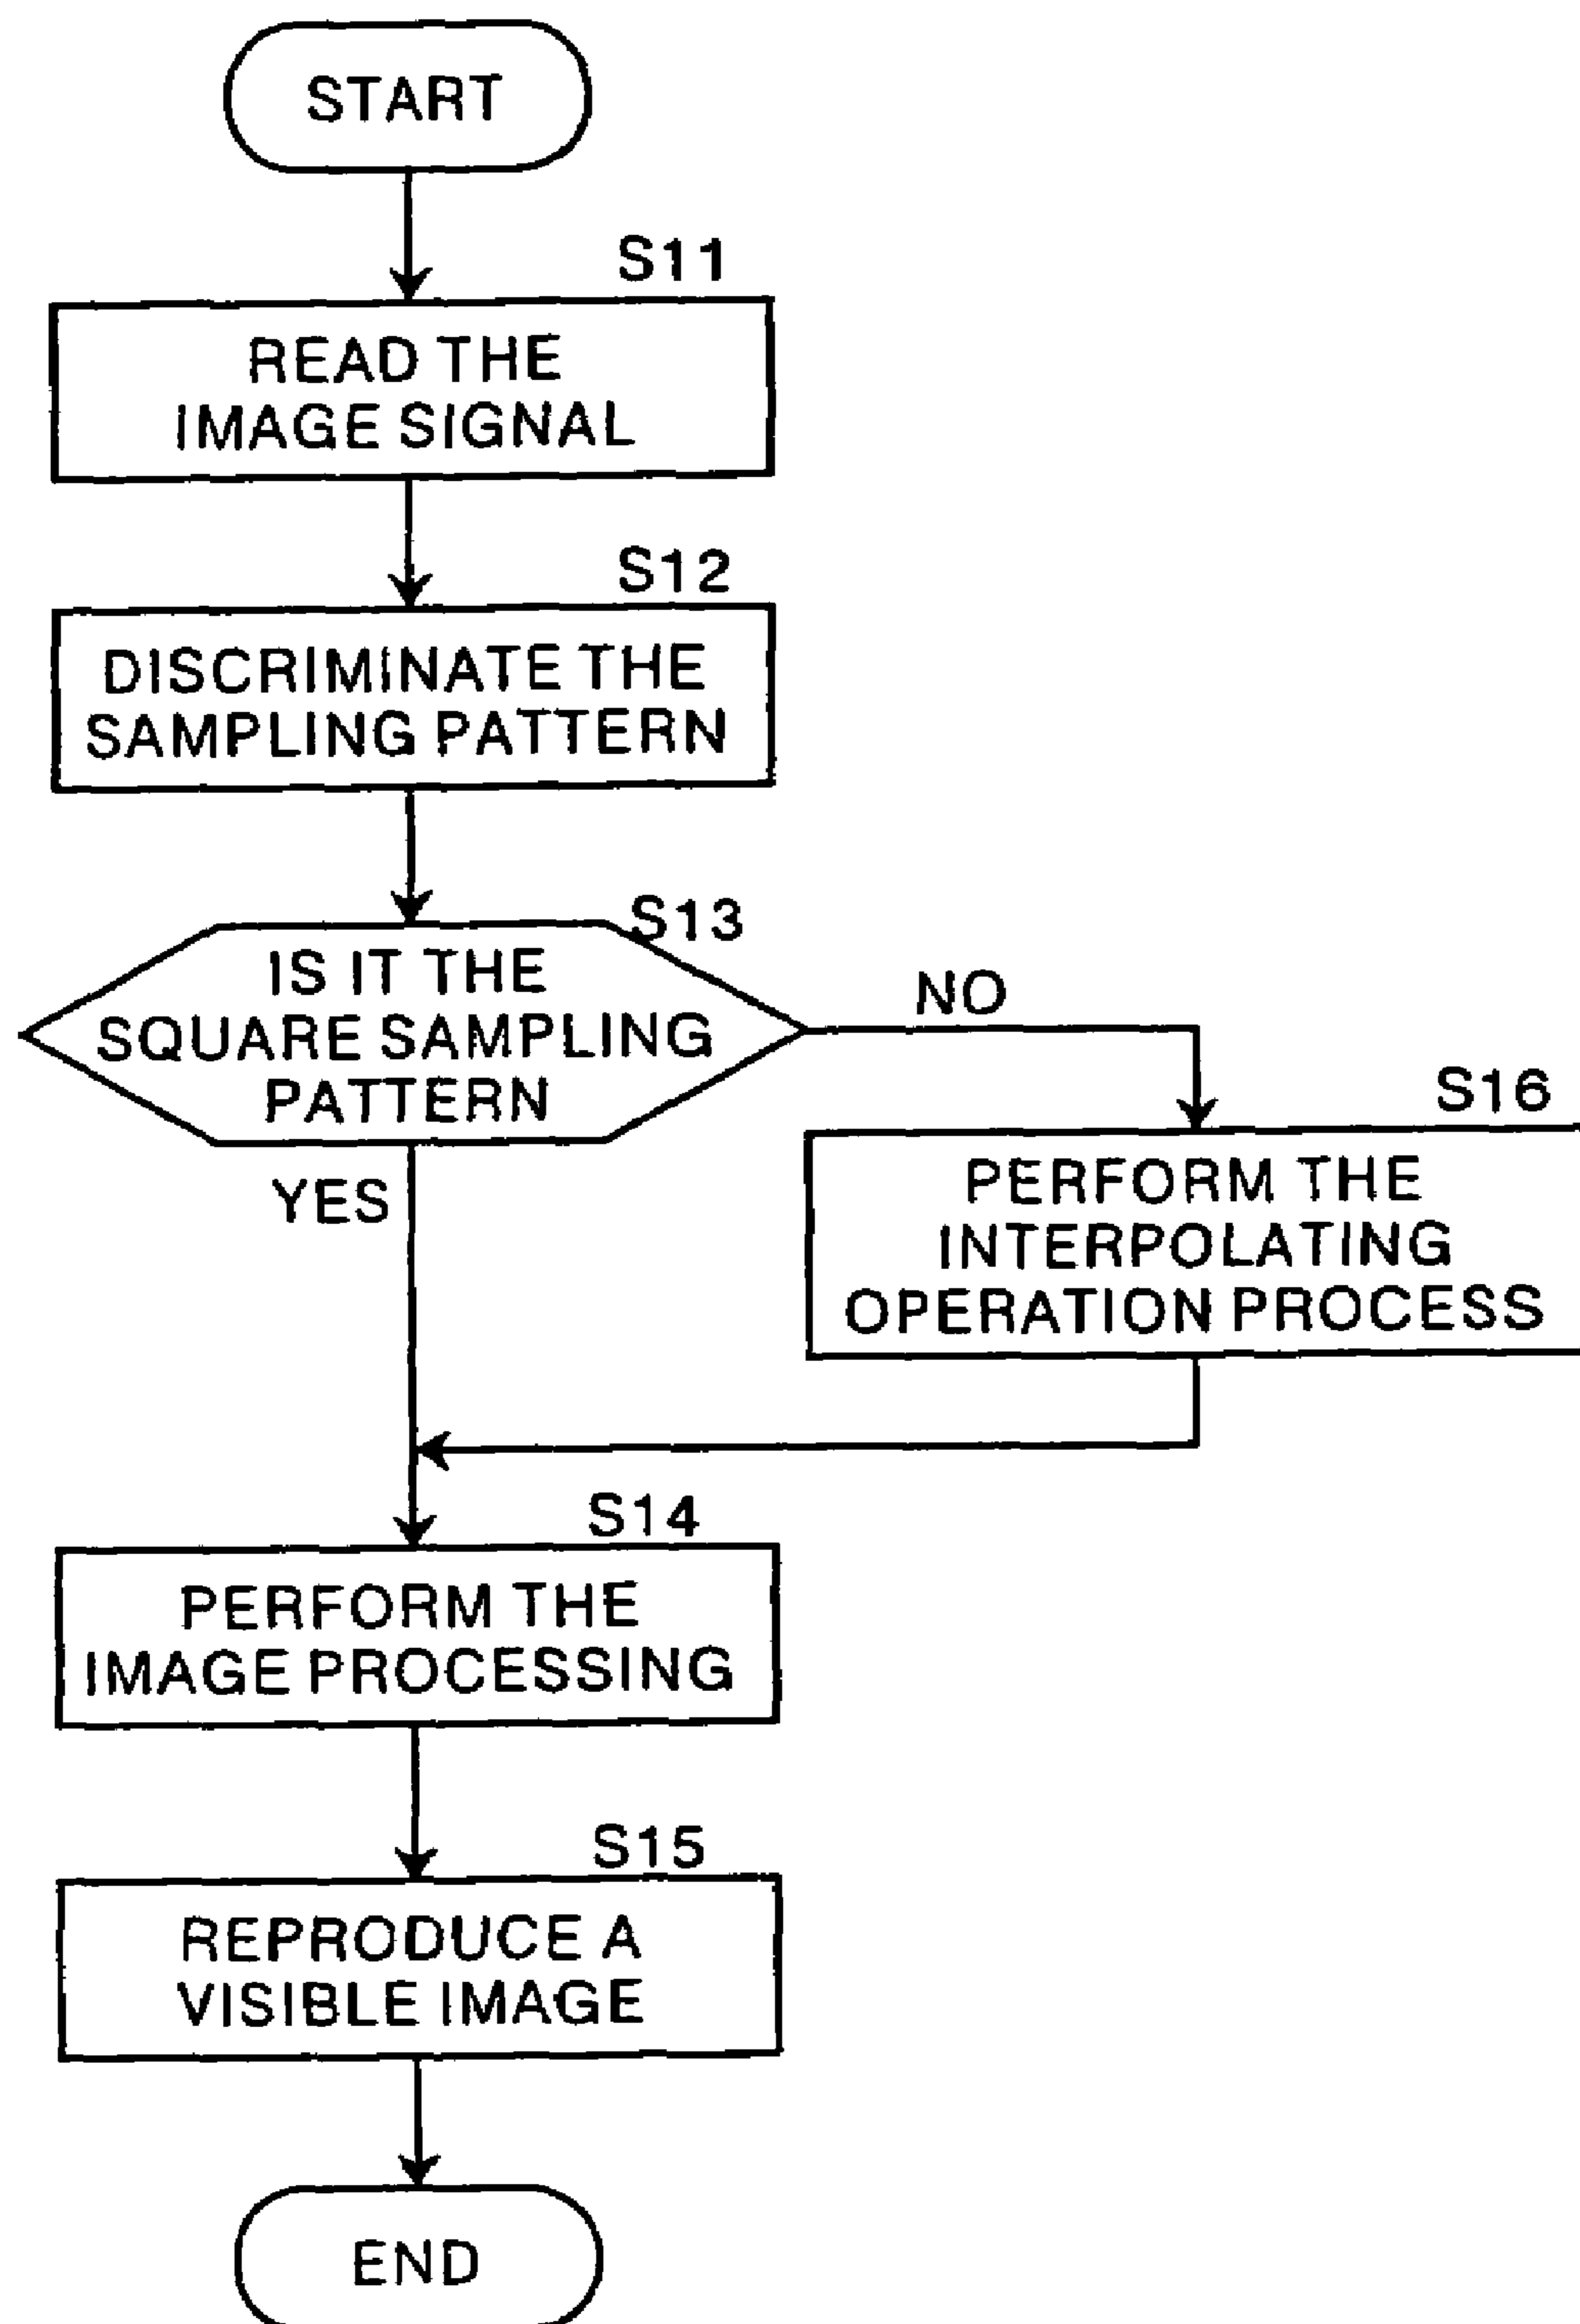 START
S11
READ THE
IMAGE SIGNAL
S12
DISCRIMINATE THE
SAMPLING PATTERN
S13
IS IT THE
SQUARE SAMPLING
PATTERN
NO
YES
S16
PERFORM THE
INTERPOLATING
OPERATION PROCESS
S14
PERFORM THE
IMAGE PROCESSING
S15
REPRODUCE A
VISIBLE IMAGE
END